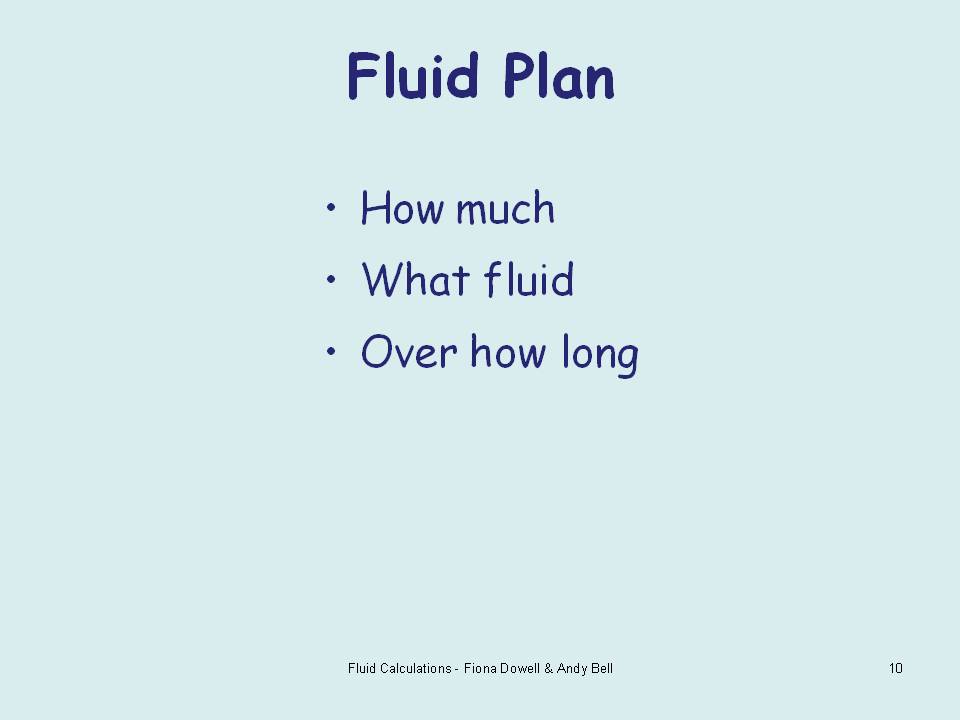 Fluid Plan
• How much
• What fluid
• Over how long
Fluid Calculations - Fiona Dowell & Andy Bell
10